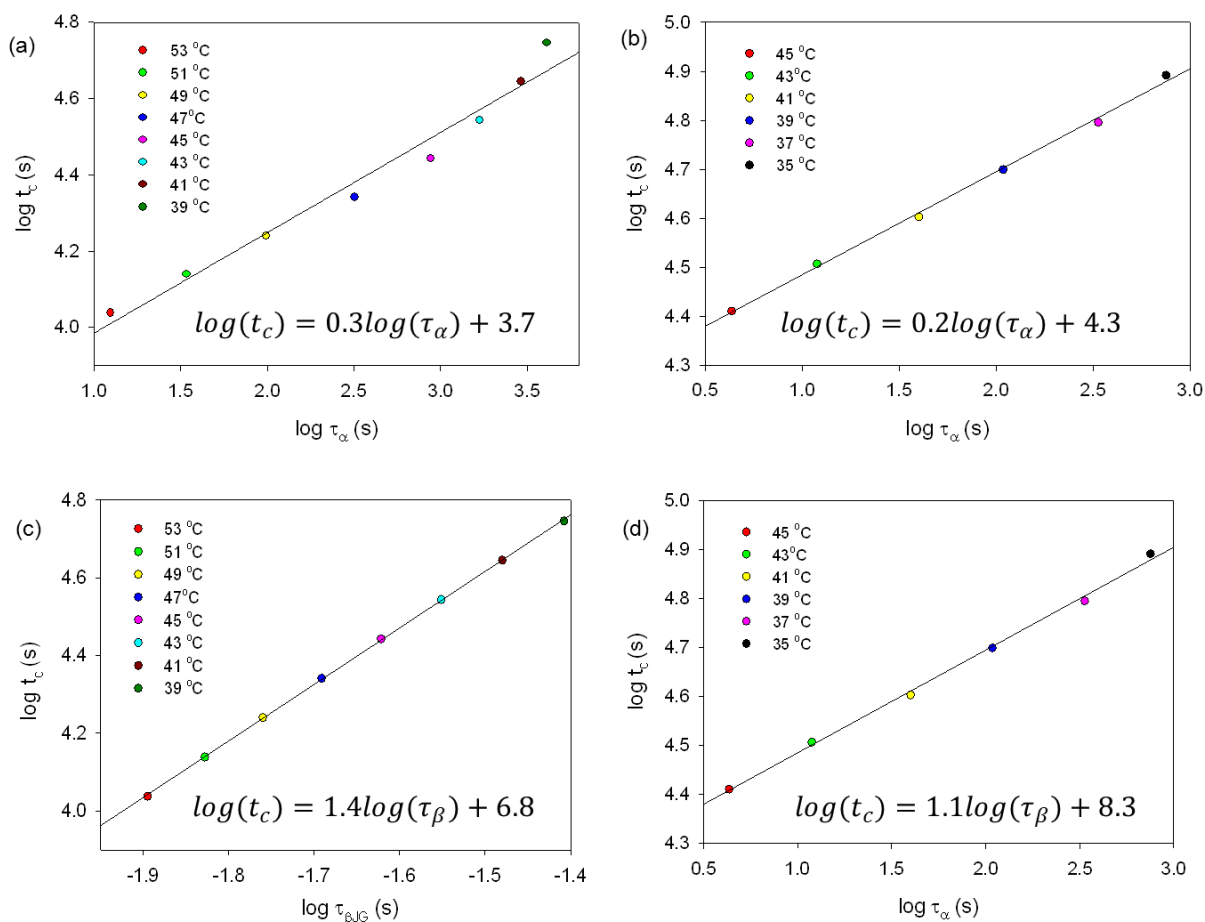 (a)
4.8
4.6
4.4
4.2
4.0
log t_c (s)
53 °C
51 °C
49 °C
47°C
45 °C
43 °C
41 °C
39 °C
log(t_c) = 0.3log(τ_α) + 3.7
1.0 1.5 2.0 2.5 3.0 3.5
log τ_α (s)
(b)
5.0
4.9
4.8
4.7
4.6
4.5
4.4
4.3
log t_c (s)
45 °C
43°C
41 °C
39 °C
37 °C
35 °C
log(t_c) = 0.2log(τ_α) + 4.3
0.5 1.0 1.5 2.0 2.5 3.0
log τ_α (s)
(c)
4.8
4.6
4.4
4.2
4.0
log t_c (s)
53 °C
51 °C
49 °C
47°C
45 °C
43 °C
41 °C
39 °C
log(t_c) = 1.4log(τ_β) + 6.8
-1.9 -1.8 -1.7 -1.6 -1.5 -1.4
log τ_βJG (s)
(d)
5.0
4.9
4.8
4.7
4.6
4.5
4.4
4.3
log t_c (s)
45 °C
43°C
41 °C
39 °C
37 °C
35 °C
log(t_c) = 1.1log(τ_β) + 8.3
0.5 1.0 1.5 2.0 2.5 3.0
log τ_α (s)